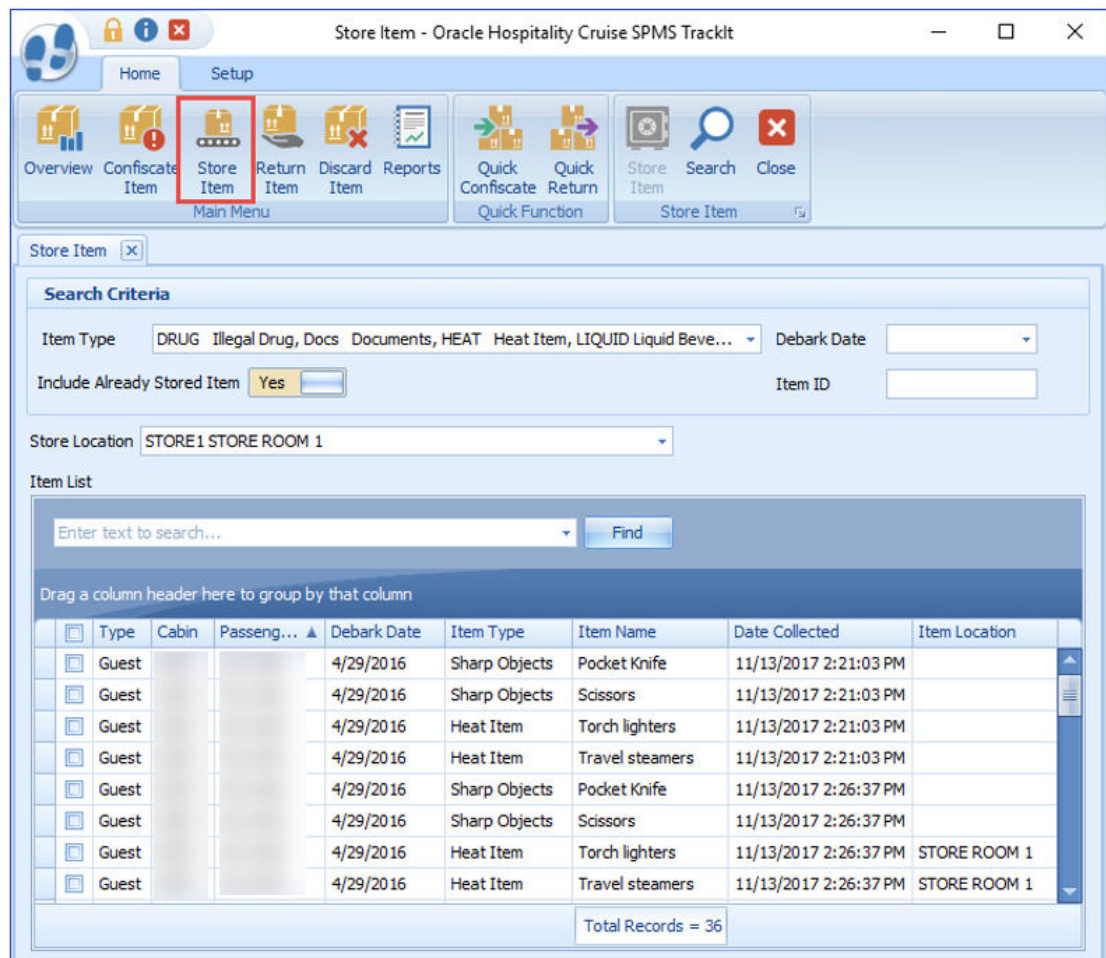 Store Item - Oracle Hospitality Cruise SPMS TrackIt
Home Setup
Overview Confiscate Item Store Item Return Item Discard Item Reports Quick Confiscate Quick Return Store Item Search Close
Main Menu Quick Function Store Item
Store Item
Search Criteria
Item Type DRUG Illegal Drug, Docs Documents, HEAT Heat Item, LIQUID Liquid Beve... Debark Date
Include Already Stored Item Yes Item ID
Store Location STORE1 STORE ROOM 1
Item List
Enter text to search... Find
Drag a column header here to group by that column
Type Cabin Passeng... Debark Date Item Type Item Name Date Collected Item Location
Guest 4/29/2016 Sharp Objects Pocket Knife 11/13/2017 2:21:03 PM
Guest 4/29/2016 Sharp Objects Scissors 11/13/2017 2:21:03 PM
Guest 4/29/2016 Heat Item Torch lighters 11/13/2017 2:21:03 PM
Guest 4/29/2016 Heat Item Travel steamers 11/13/2017 2:21:03 PM
Guest 4/29/2016 Sharp Objects Pocket Knife 11/13/2017 2:26:37 PM
Guest 4/29/2016 Sharp Objects Scissors 11/13/2017 2:26:37 PM
Guest 4/29/2016 Heat Item Torch lighters 11/13/2017 2:26:37 PM STORE ROOM 1
Guest 4/29/2016 Heat Item Travel steamers 11/13/2017 2:26:37 PM STORE ROOM 1
Total Records = 36